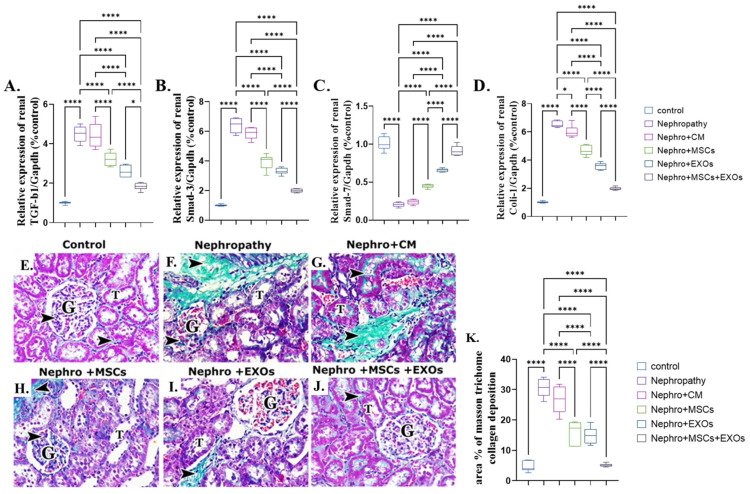 A.
Relative expression of renal
TGF-b1/Gapdh (%control)
6
4
2
0
****
****
****
****
****
****
*
B.
Relative expression of renal
Smad-3/Gapdh (%control)
8
6
4
2
0
****
****
****
****
****
****
****
****
C.
Relative expression of renal
Smad-7/Gapdh (%control)
2.0
1.5
1.0
0.5
0.0
****
****
****
****
****
****
****
D.
Relative expression of renal
Coli-1/Gapdh (%control)
8
6
4
2
0
****
****
****
****
****
****
****
*
****
****
****
control
Nephropathy
Nephro+CM
Nephro+MSCs
Nephro+EXOs
Nephro+MSCs+EXOs
Control
Nephropathy
Nephro+CM
E.
G
T
F.
G
T
G.
T
Nephro +MSCs
Nephro +EXOs
Nephro +MSCs +EXOs
H.
G
T
I.
G
T
J.
G
T
K.
area % of masson trichome
collagen deposition
40
30
20
10
0
****
****
****
****
****
****
****
****
control
Nephropathy
Nephro+CM
Nephro+MSCs
Nephro+EXOs
Nephro+MSCs+EXOs